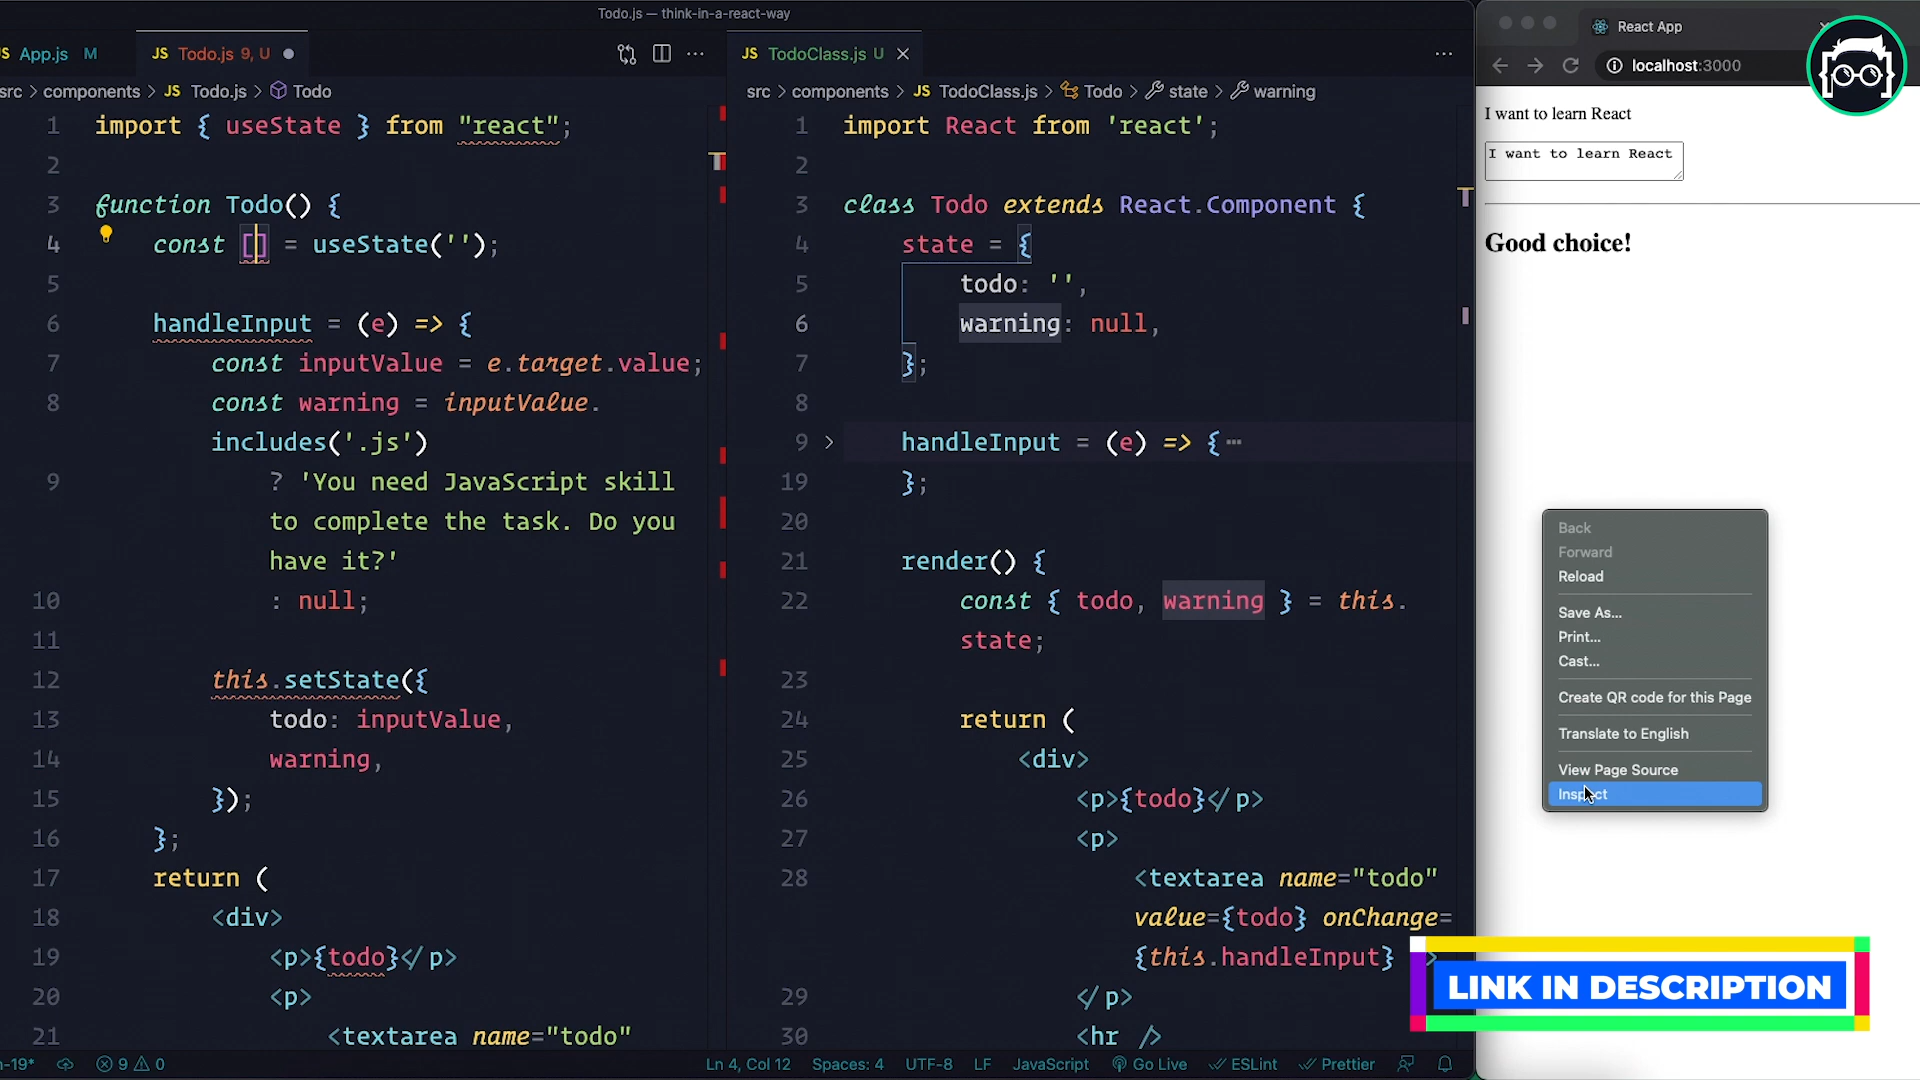 Todo.js — think-in-a-react-way
JS App.js M
JS Todo.js 9, U
src > components > JS Todo.js > Todo
1 import { useState } from "react";
2
3 function Todo() {
4 const [] = useState('');
5
6 handleInput = (e) => {
7 const inputValue = e.target.value;
8 const warning = inputValue.
includes('.js')
9 ? 'You need JavaScript skill
to complete the task. Do you
have it?'
10 : null;
11
12 this.setState({
13 todo: inputValue,
14 warning,
15 });
16 };
17 return (
18 <div>
19 <p>{todo}</p>
20 <p>
21 <textarea name="todo"
JS TodoClass.js U
src > components > JS TodoClass.js > Todo > state > warning
1 import React from 'react';
2
3 class Todo extends React.Component {
4 state = {
5 todo: '',
6 warning: null,
7 };
8
9 handleInput = (e) => {
19 };
20
21 render() {
22 const { todo, warning } = this.
state;
23
24 return (
25 <div>
26 <p>{todo}</p>
27 <p>
28 <textarea name="todo"
value={todo} onChange=
{this.handleInput} >
29 </p>
30 <hr />
n-19* 9 0
Ln 4, Col 12 Spaces: 4 UTF-8 LF JavaScript Go Live ESLint Prettier
React App
localhost:3000
I want to learn React
I want to learn React
Good choice!
Back
Forward
Reload
Save As...
Print...
Cast...
Create QR code for this Page
Translate to English
View Page Source
Inspect
LINK IN DESCRIPTION